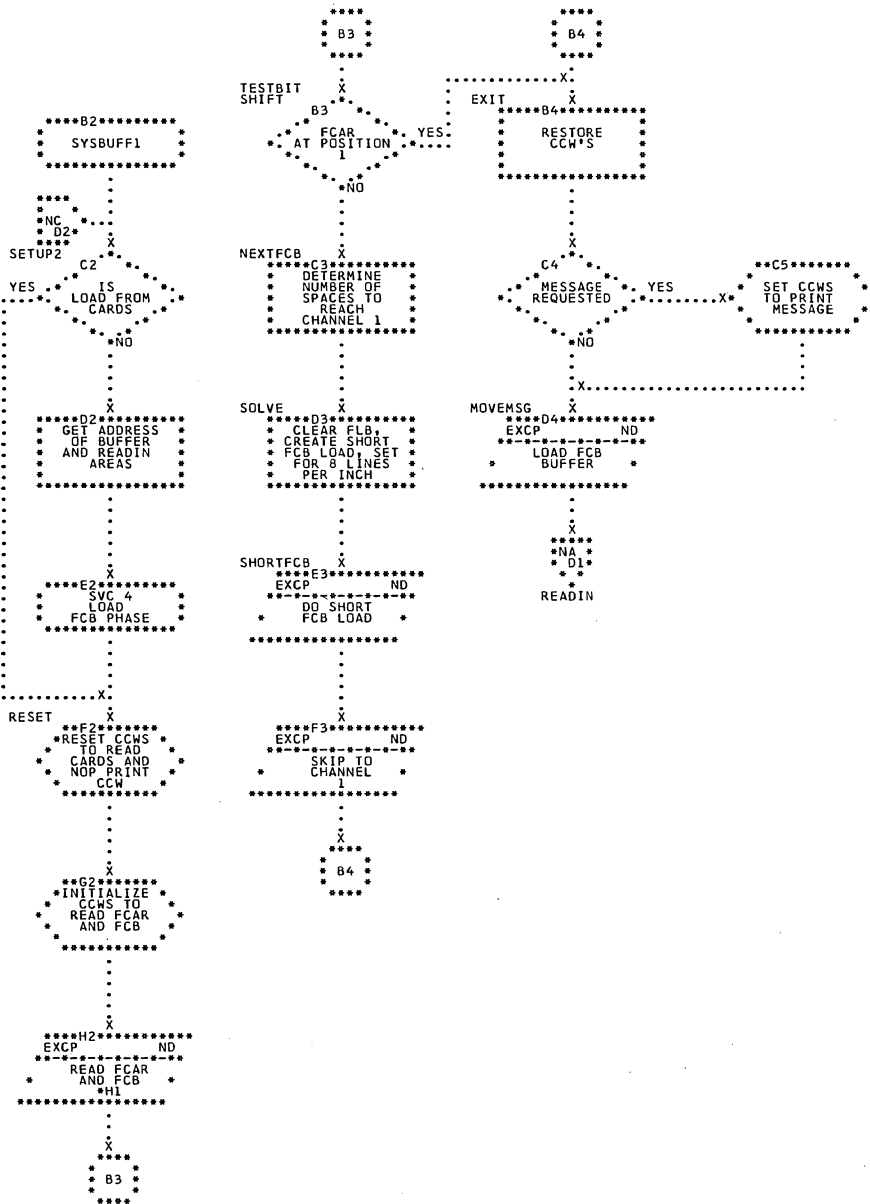 B2
SYSBUFF1
NC
D2
SETUP2
C2
YES
IS
LOAD FROM
CARDS
NO
D2
GET ADDRESS
OF BUFFER
AND READIN
AREAS
E2
SVC 4
LOAD
FCB PHASE
RESET
F2
RESET CCWS
TO READ
CARDS AND
NOP PRINT
CCW
G2
INITIALIZE
CCWS TO
READ FCAR
AND FCB
H2
EXCP ND
READ FCAR
AND FCB
*H1
B3
B3
TESTBIT
SHIFT
B3
FCAR
AT POSITION
1
YES
NO
NEXTFCB
C3
DETERMINE
NUMBER OF
SPACES TO
REACH
CHANNEL 1
SOLVE
D3
CLEAR FLB,
CREATE SHORT
FCB LOAD, SET
FOR 8 LINES
PER INCH
SHORTFCB
E3
EXCP ND
DO SHORT
FCB LOAD
F3
EXCP ND
SKIP TO
CHANNEL
1
B4
B4
EXIT
B4
RESTORE
CCW'S
C4
MESSAGE
REQUESTED
YES
NO
C5
SET CCWS
TO PRINT
MESSAGE
MOVEMSG
D4
EXCP ND
LOAD FCB
BUFFER
NA
D1
READIN